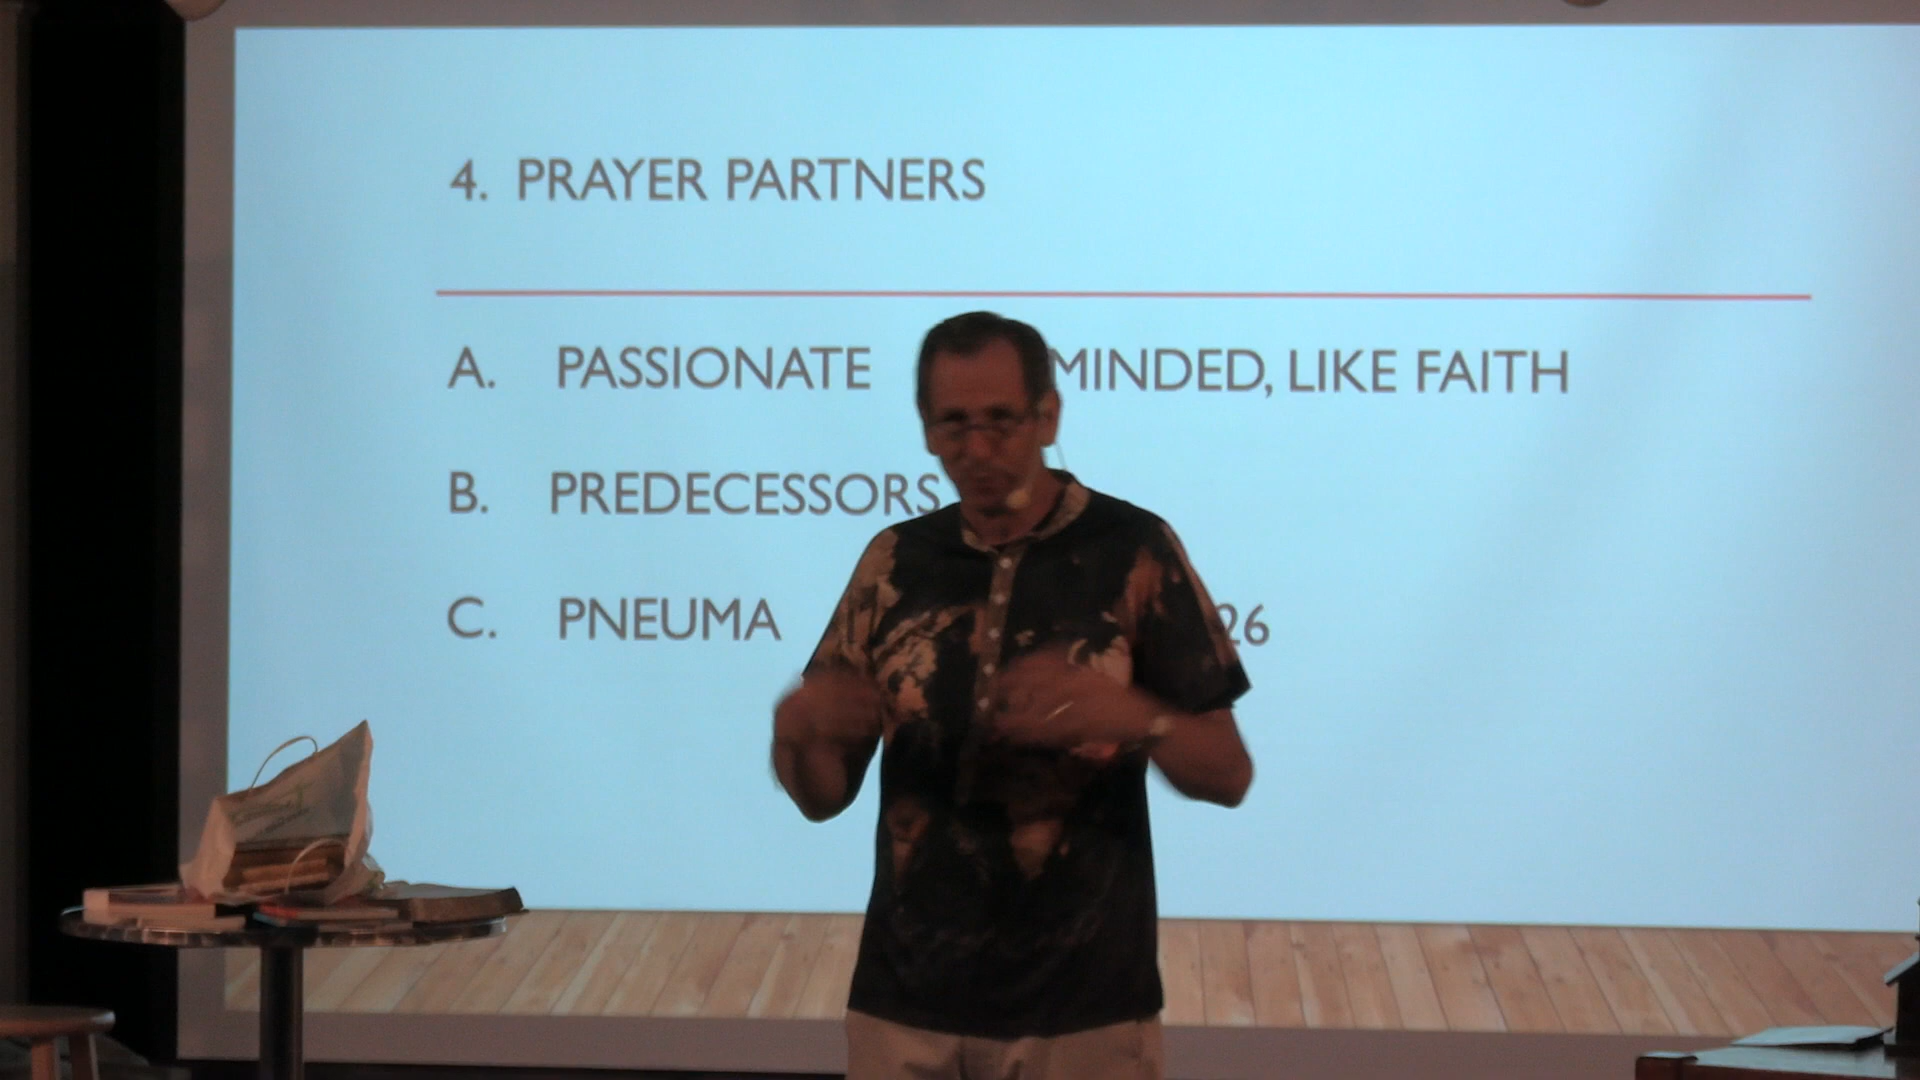 4. PRAYER PARTNERS
A. PASSIONATE MINDED, LIKE FAITH
B. PREDECESSORS
C. PNEUMA 26